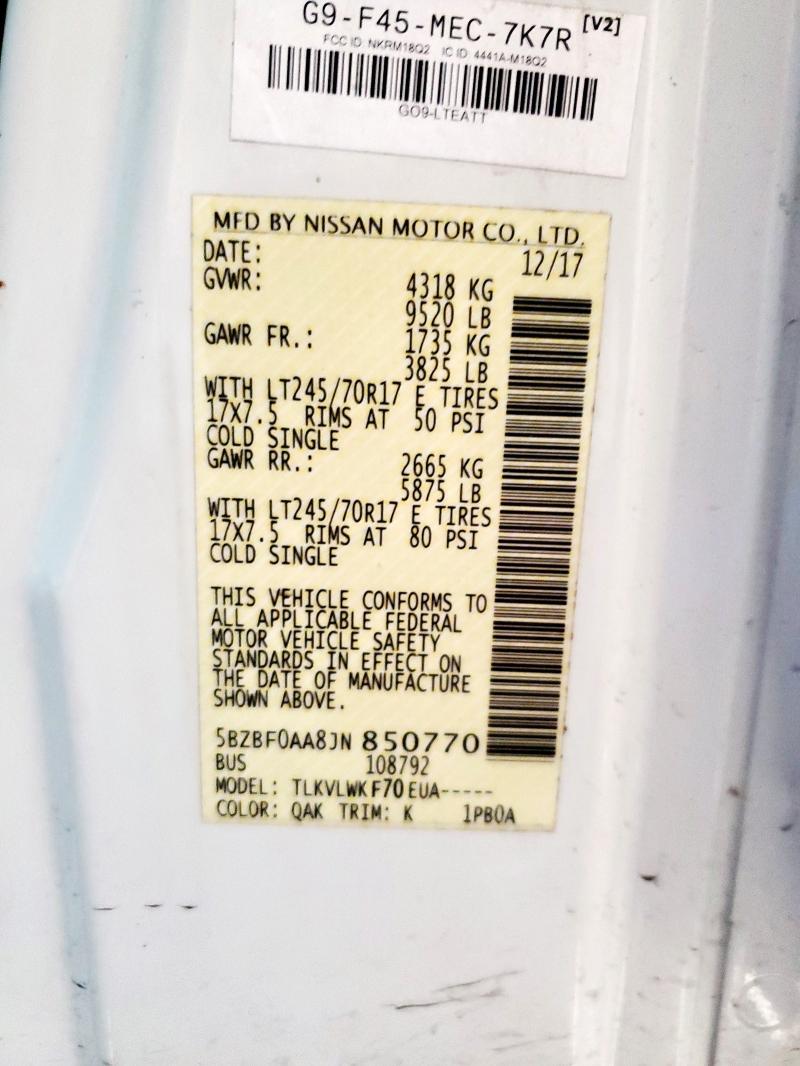 G9-F45-MEC-7K7R [V2]
FCC ID: NKRM18Q2 IC ID: 4441A-M18Q2
GO9-LTEATT
MFD BY NISSAN MOTOR CO., LTD.
DATE: 12/17
GVWR: 4318 KG
9520 LB
GAWR FR.: 1735 KG
3825 LB
WITH LT245/70R17 E TIRES
17X7.5 RIMS AT 50 PSI
COLD SINGLE
GAWR RR.: 2665 KG
5875 LB
WITH LT245/70R17 E TIRES
17X7.5 RIMS AT 80 PSI
COLD SINGLE
THIS VEHICLE CONFORMS TO
ALL APPLICABLE FEDERAL
MOTOR VEHICLE SAFETY
STANDARDS IN EFFECT ON
THE DATE OF MANUFACTURE
SHOWN ABOVE.
5BZBF0AA8JN 850770
BUS 108792
MODEL: TLKVLWK F70 EUA-----
COLOR: QAK TRIM: K 1PB0A